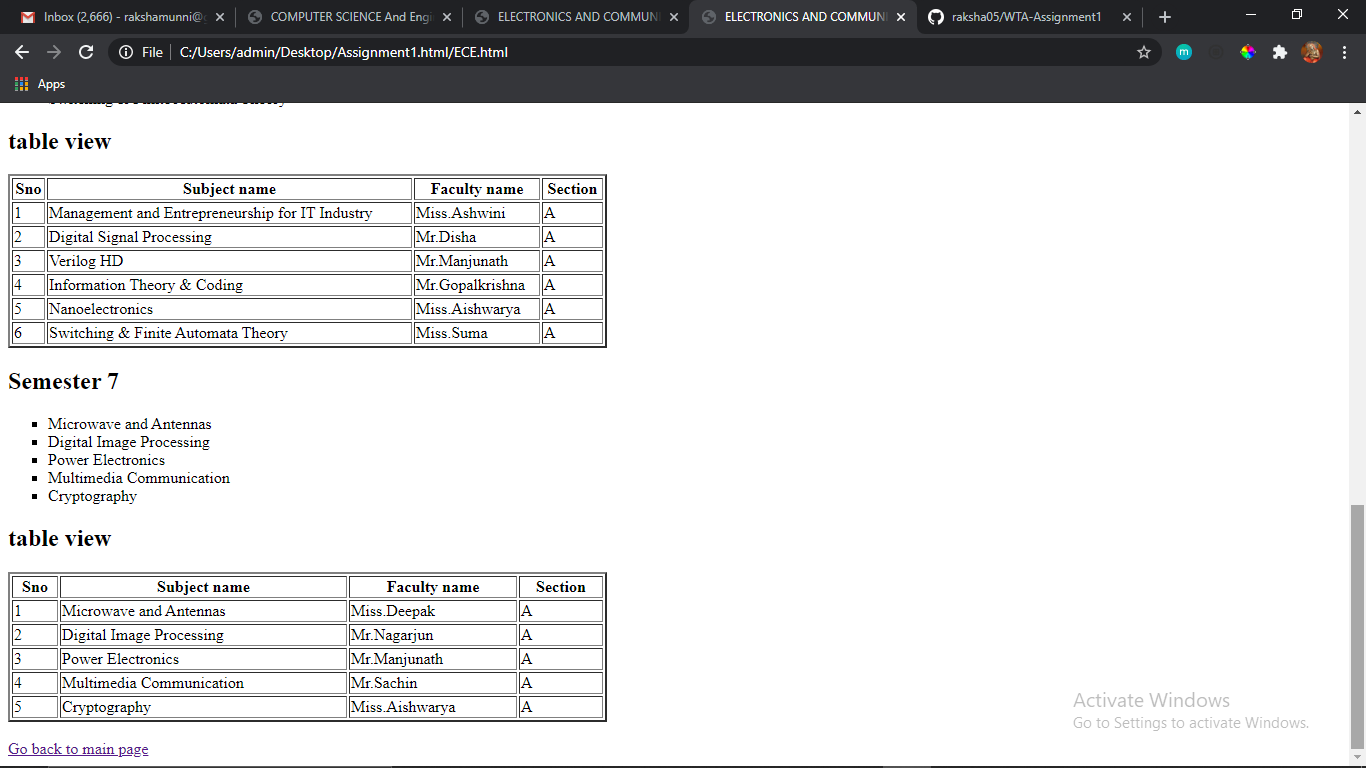 Inbox (2,666) - rakshamunni@
COMPUTER SCIENCE And Engi
ELECTRONICS AND COMMUN
ELECTRONICS AND COMMUN
raksha05/WTA-Assignment1
File
C:/Users/admin/Desktop/Assignment1.html/ECE.html
m
Apps
table view
Sno Subject name Faculty name Section
1 Management and Entrepreneurship for IT Industry Miss.Ashwini A
2 Digital Signal Processing Mr.Disha A
3 Verilog HD Mr.Manjunath A
4 Information Theory & Coding Mr.Gopalkrishna A
5 Nanoelectronics Miss.Aishwarya A
6 Switching & Finite Automata Theory Miss.Suma A
Semester 7
Microwave and Antennas
Digital Image Processing
Power Electronics
Multimedia Communication
Cryptography
table view
Sno Subject name Faculty name Section
1 Microwave and Antennas Miss.Deepak A
2 Digital Image Processing Mr.Nagarjun A
3 Power Electronics Mr.Manjunath A
4 Multimedia Communication Mr.Sachin A
5 Cryptography Miss.Aishwarya A
Go back to main page
Activate Windows
Go to Settings to activate Windows.